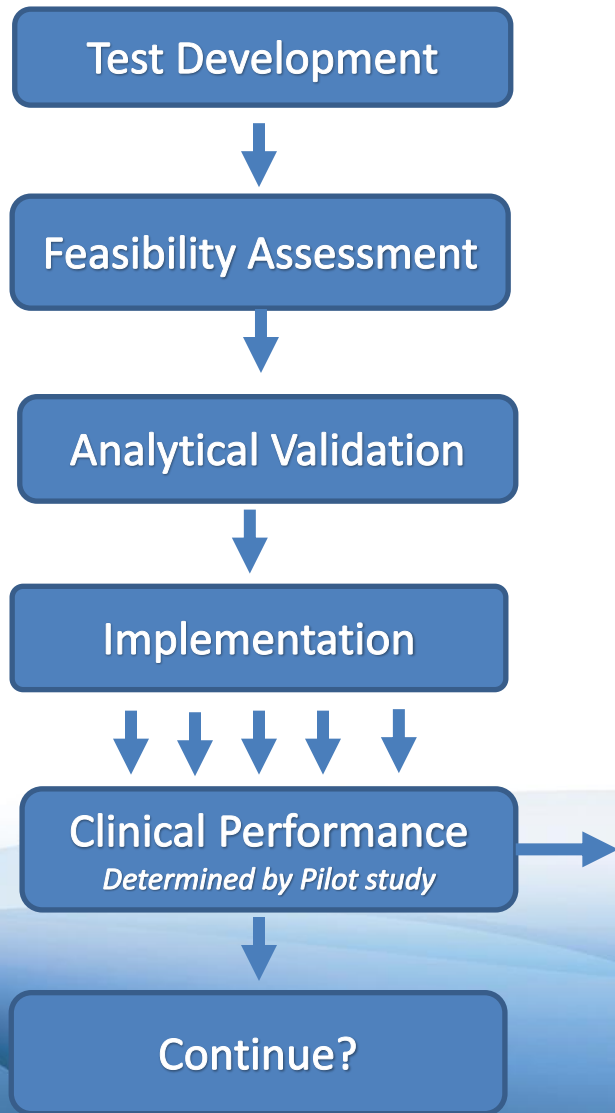 Test Development
Feasibility Assessment
Analytical Validation
Implementation
Clinical Performance
Determined by Pilot study
Continue?